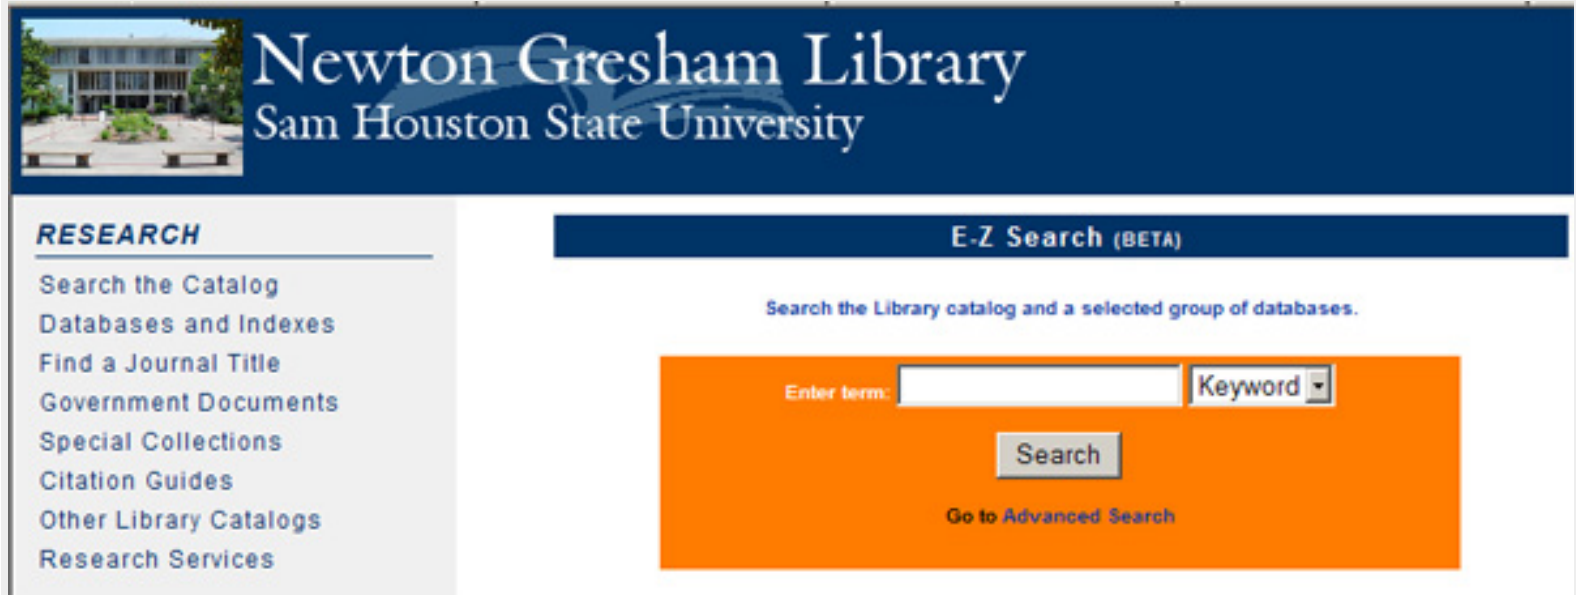 Newton Gresham Library
Sam Houston State University
RESEARCH
Search the Catalog
Databases and Indexes
Find a Journal Title
Government Documents
Special Collections
Citation Guides
Other Library Catalogs
Research Services
E-Z Search (BETA)
Search the Library catalog and a selected group of databases.
Enter term: Keyword
Search
Go to Advanced Search